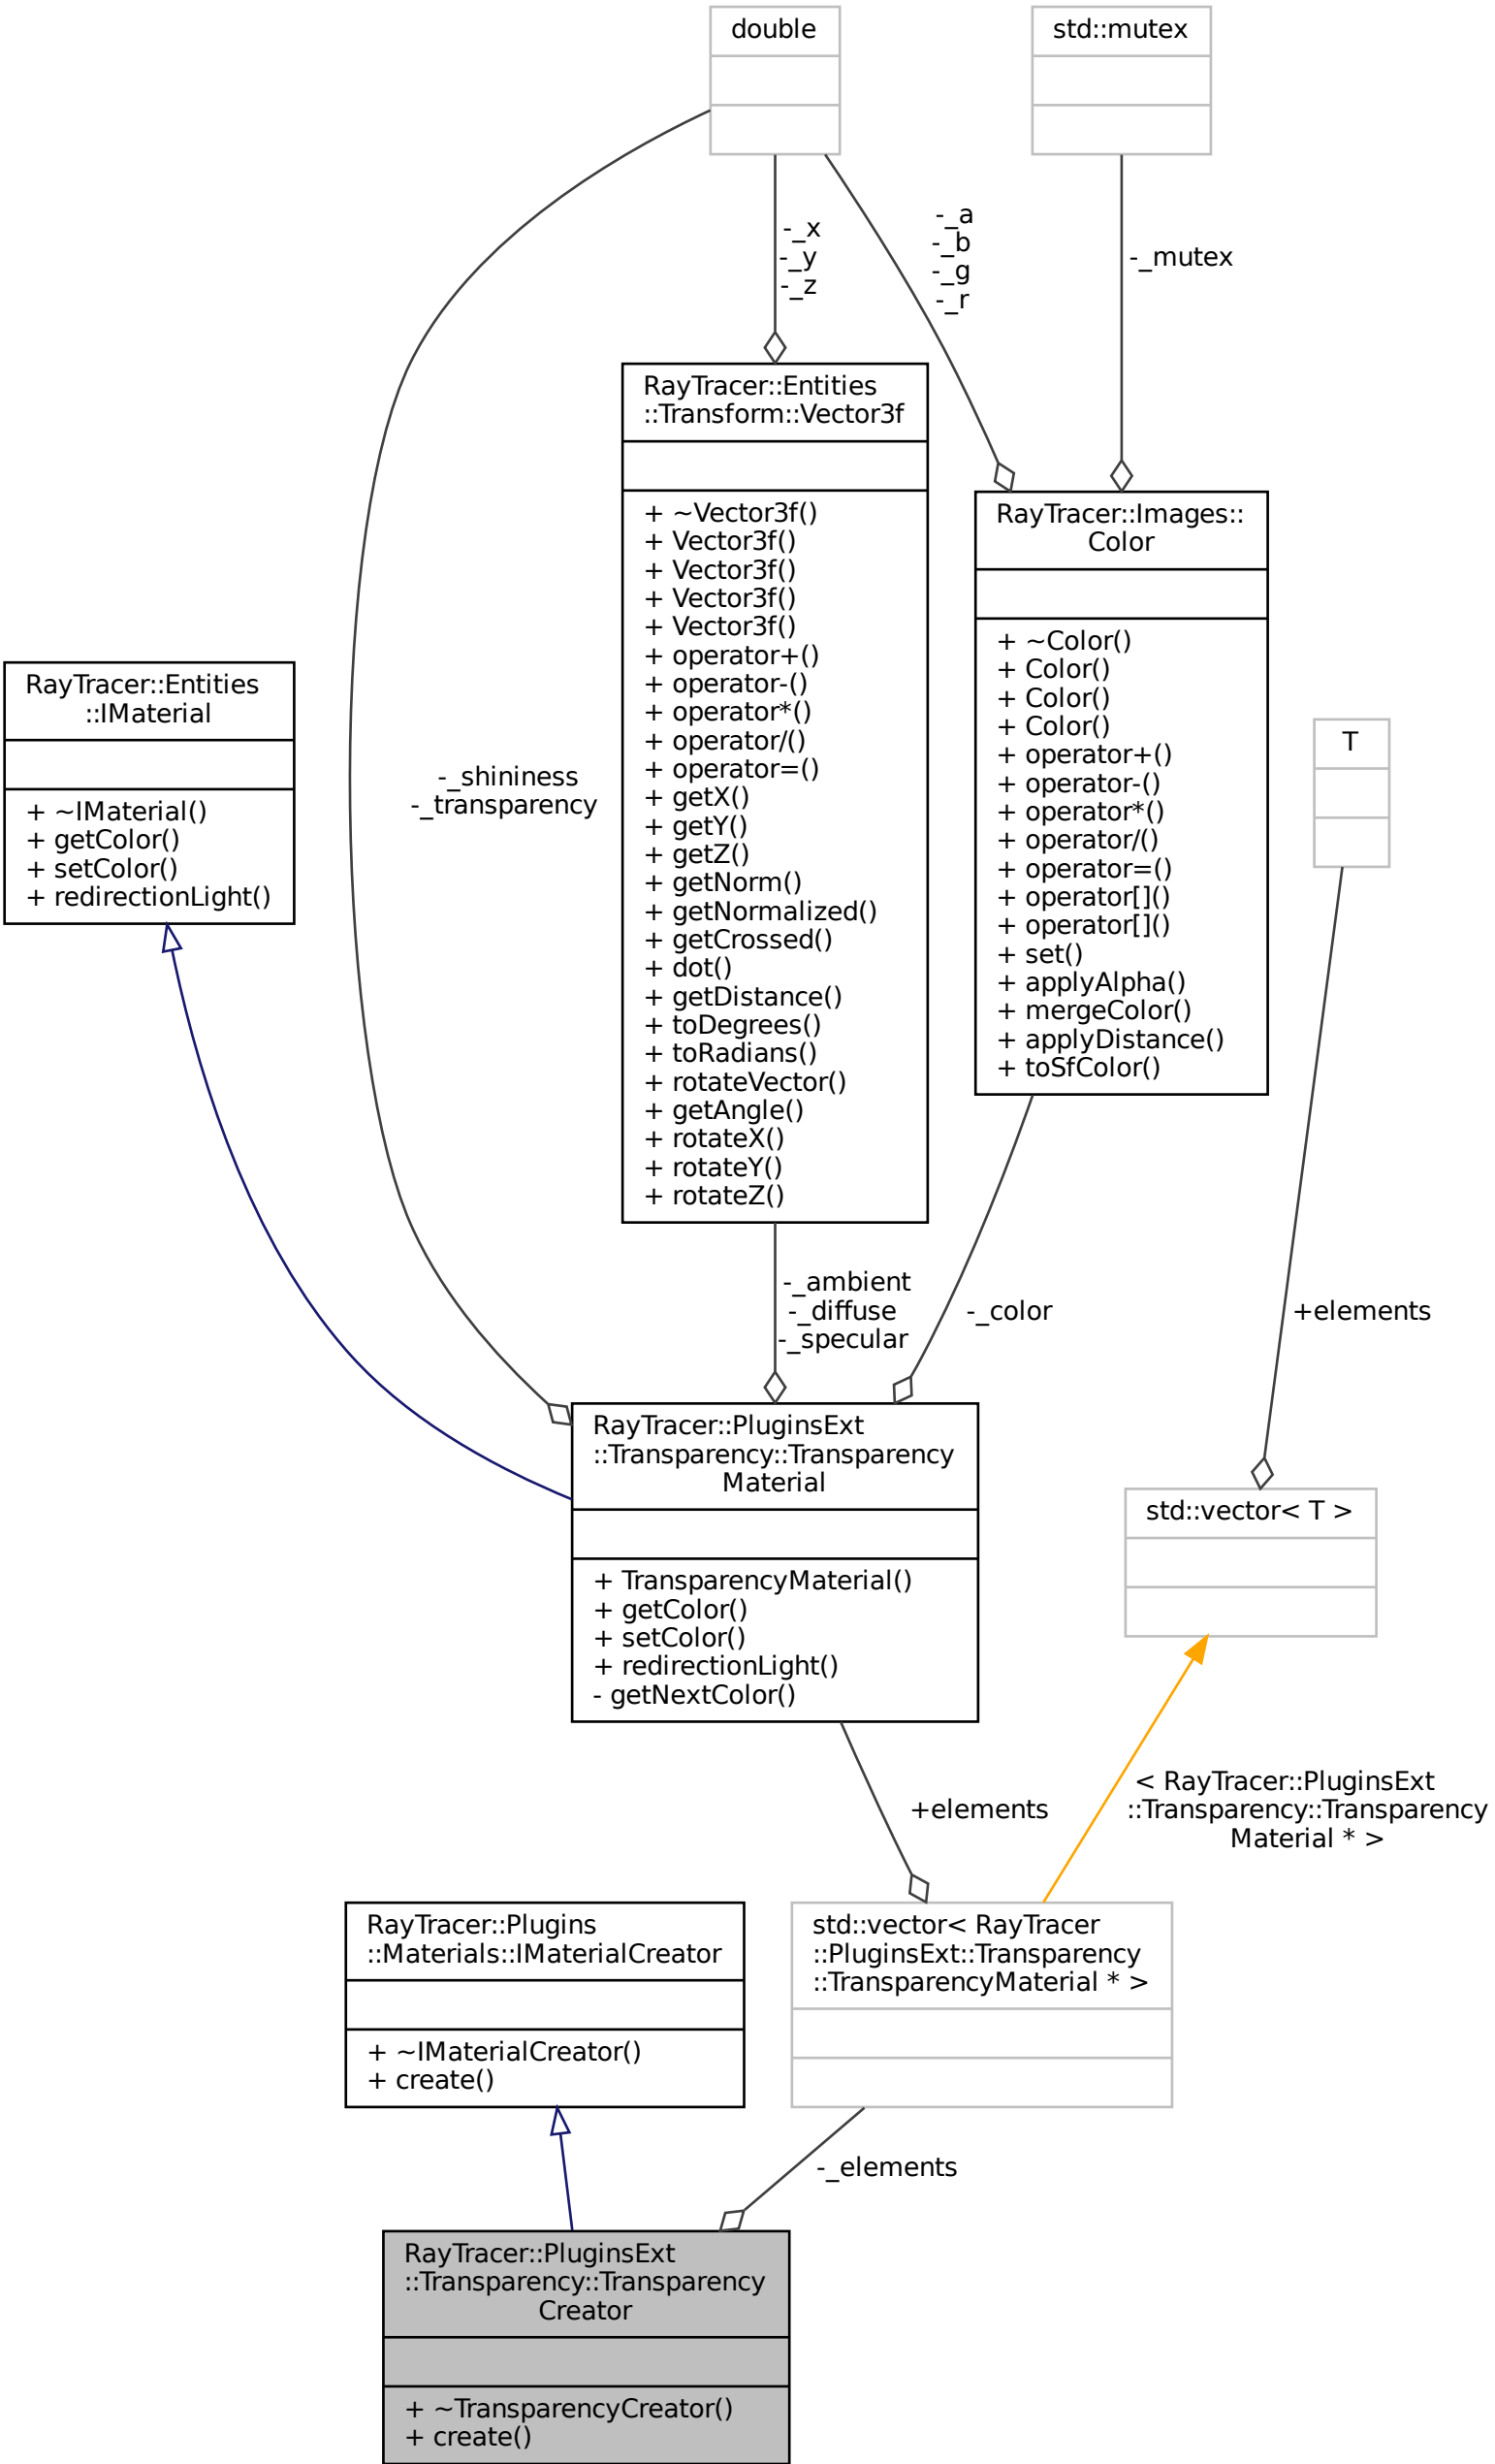 double
std::mutex
-_x
-_y
-_z
-_a
-_b
-_g
-_r
-_mutex
RayTracer::Entities
::Transform::Vector3f
+ ~Vector3f()
+ Vector3f()
+ Vector3f()
+ Vector3f()
+ Vector3f()
+ operator+()
+ operator-()
+ operator*()
+ operator/()
+ operator=()
+ getX()
+ getY()
+ getZ()
+ getNorm()
+ getNormalized()
+ getCrossed()
+ dot()
+ getDistance()
+ toDegrees()
+ toRadians()
+ rotateVector()
+ getAngle()
+ rotateX()
+ rotateY()
+ rotateZ()
RayTracer::Images::
Color
+ ~Color()
+ Color()
+ Color()
+ Color()
+ operator+()
+ operator-()
+ operator*()
+ operator/()
+ operator=()
+ operator[]()
+ operator[]()
+ set()
+ applyAlpha()
+ mergeColor()
+ applyDistance()
+ toSfColor()
RayTracer::Entities
::IMaterial
+ ~IMaterial()
+ getColor()
+ setColor()
+ redirectionLight()
-_shininess
-_transparency
T
-_ambient
-_diffuse
-_specular
-_color
+elements
RayTracer::PluginsExt
::Transparency::Transparency
Material
+ TransparencyMaterial()
+ getColor()
+ setColor()
+ redirectionLight()
- getNextColor()
std::vector< T >
+elements
< RayTracer::PluginsExt
::Transparency::Transparency
Material * >
RayTracer::Plugins
::Materials::IMaterialCreator
+ ~IMaterialCreator()
+ create()
std::vector< RayTracer
::PluginsExt::Transparency
::TransparencyMaterial * >
-_elements
RayTracer::PluginsExt
::Transparency::Transparency
Creator
+ ~TransparencyCreator()
+ create()